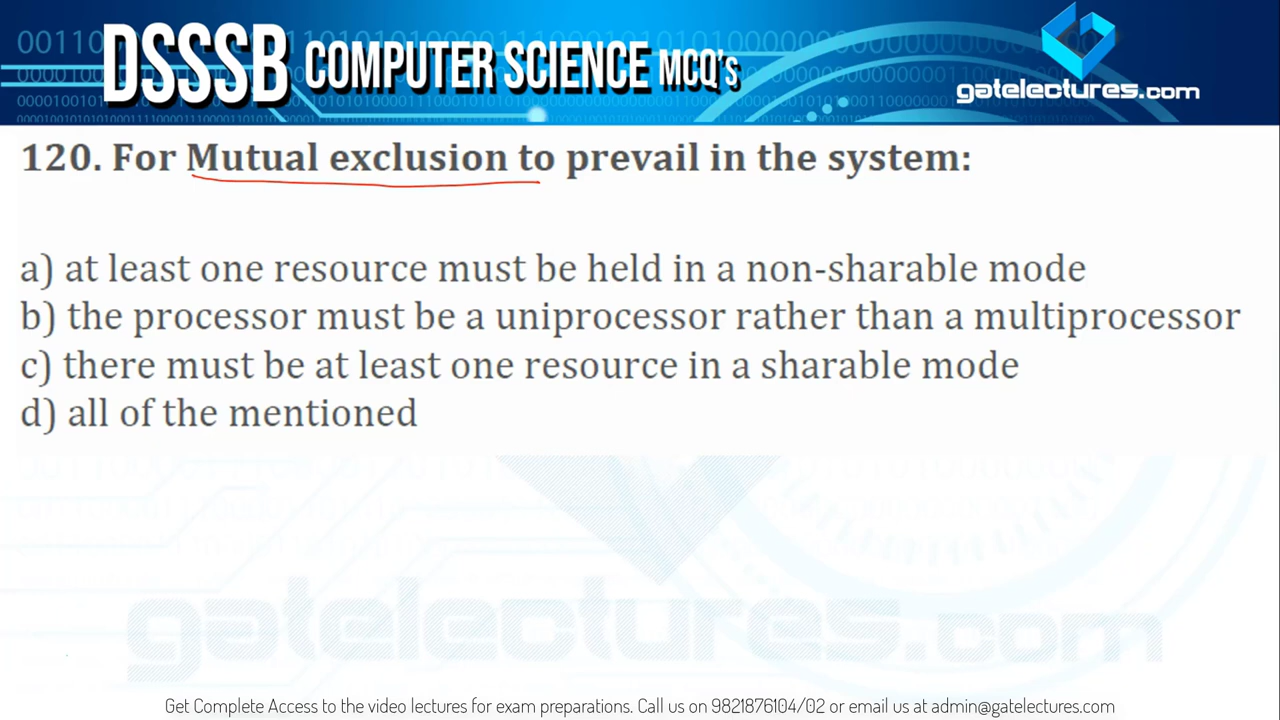 DSSSB COMPUTER SCIENCE MCQ's
gatelectures.com
120. For Mutual exclusion to prevail in the system:
a) at least one resource must be held in a non-sharable mode
b) the processor must be a uniprocessor rather than a multiprocessor
c) there must be at least one resource in a sharable mode
d) all of the mentioned
gatelectures.com
Get Complete Access to the video lectures for exam preparations. Call us on 9821876104/02 or email us at admin@gatelectures.com